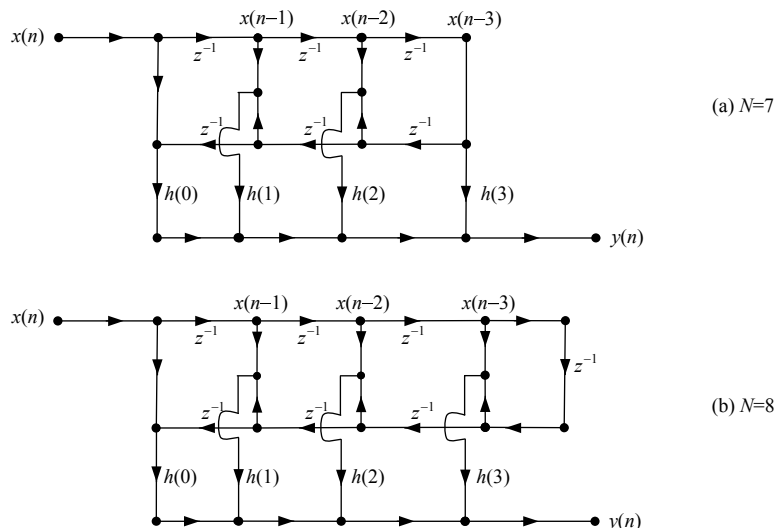 x(n–1) x(n–2) x(n–3)
x(n)
z⁻¹ z⁻¹ z⁻¹
(a) N=7
z⁻¹ z⁻¹ z⁻¹
h(0) h(1) h(2) h(3)
y(n)
x(n–1) x(n–2) x(n–3)
x(n)
z⁻¹ z⁻¹ z⁻¹
z⁻¹
(b) N=8
z⁻¹ z⁻¹ z⁻¹
h(0) h(1) h(2) h(3)
y(n)